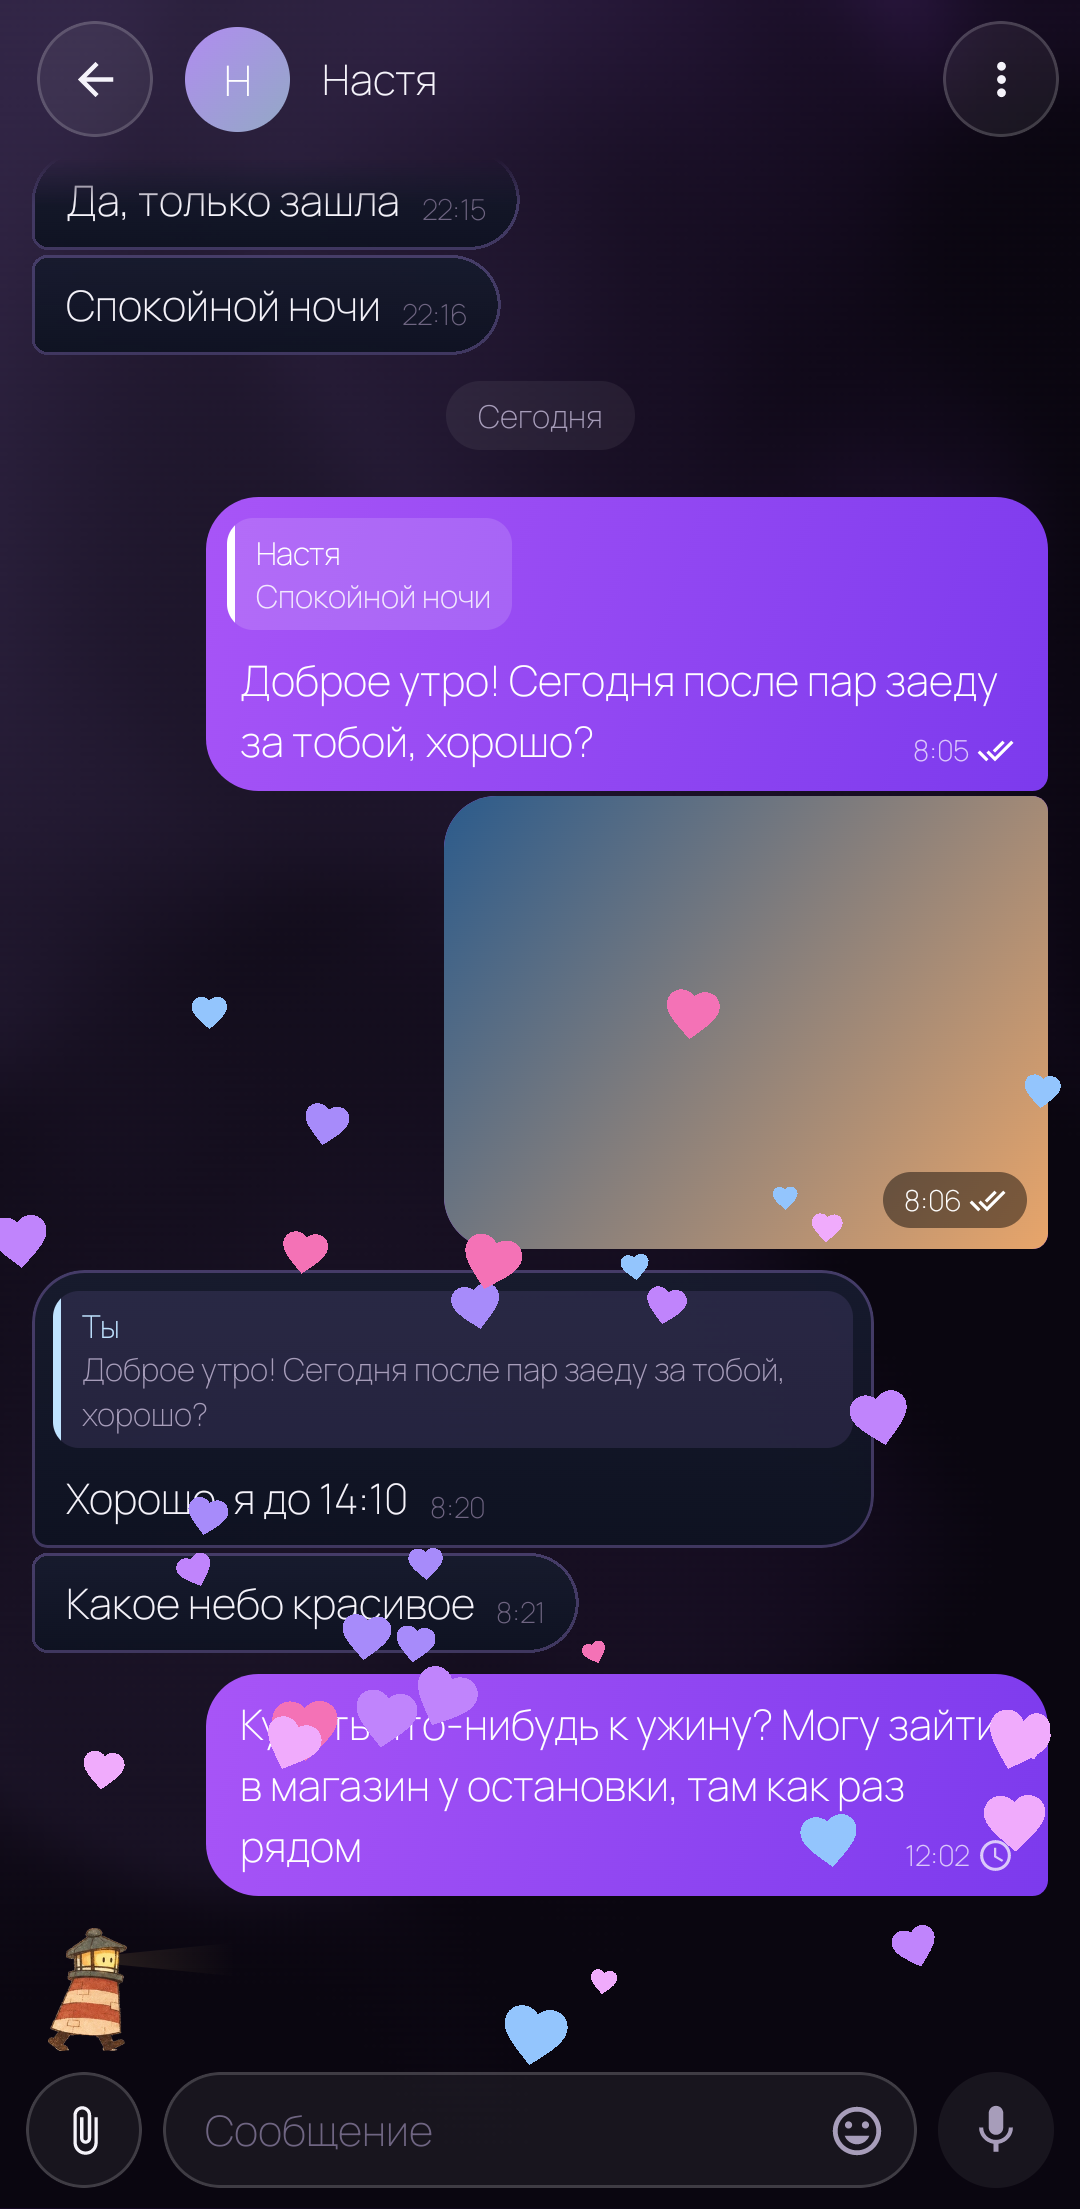 Н Настя
Да, только зашла 22:15
Спокойной ночи 22:16
Сегодня
Настя
Спокойной ночи
Доброе утро! Сегодня после пар заеду
за тобой, хорошо? 8:05
8:06
Ты
Доброе утро! Сегодня после пар заеду за тобой,
хорошо?
Хорошо, я до 14:10 8:20
Какое небо красивое 8:21
к ужину? Могу зайти
в магазин у остановки, там как раз
рядом 12:02
Сообщение